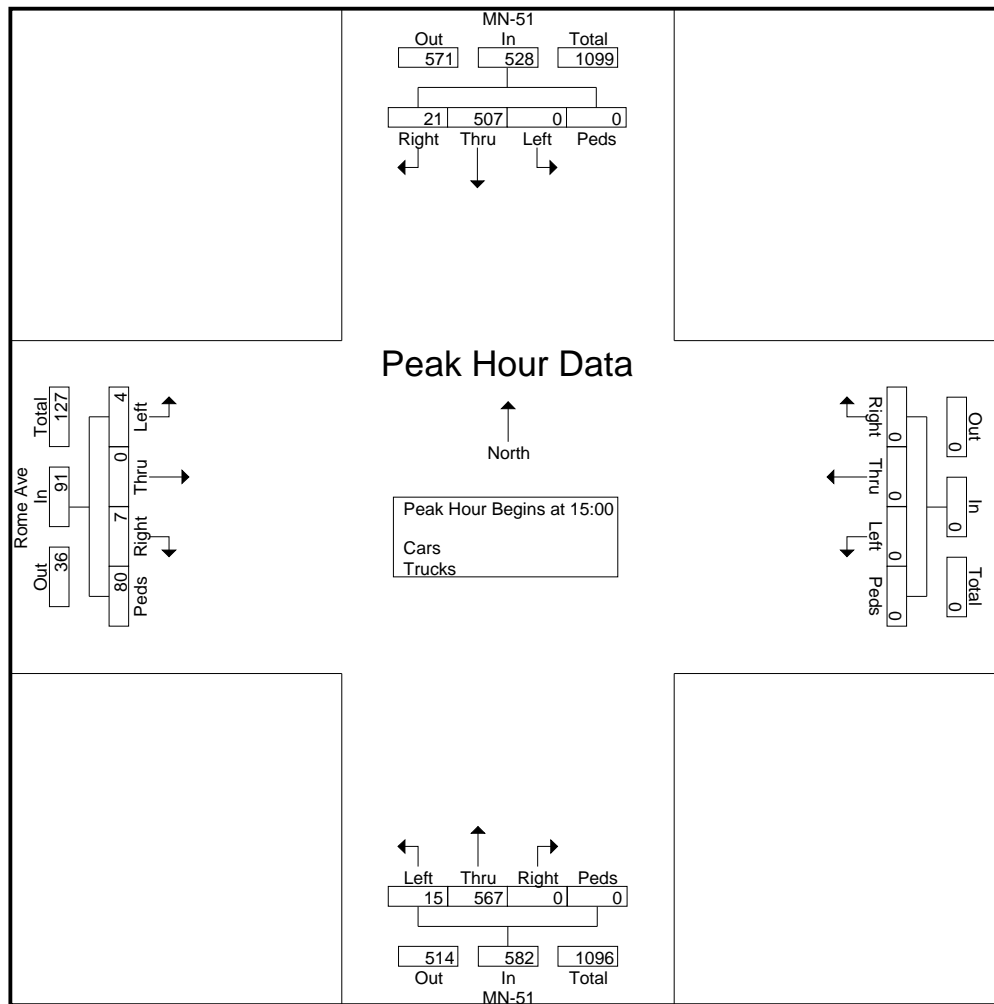 MN-51
Out In Total
571 528 1099
21 507 0 0
Right Thru Left Peds
Peak Hour Data
North
Peak Hour Begins at 15:00
Cars
Trucks
Rome Ave
Out In Total
36 91 127
4 0 7 80
Left Thru Right Peds
Right Thru Left Peds
0 0 0 0
Out In Total
0 0 0
Left Thru Right Peds
15 567 0 0
514 582 1096
Out In Total
MN-51